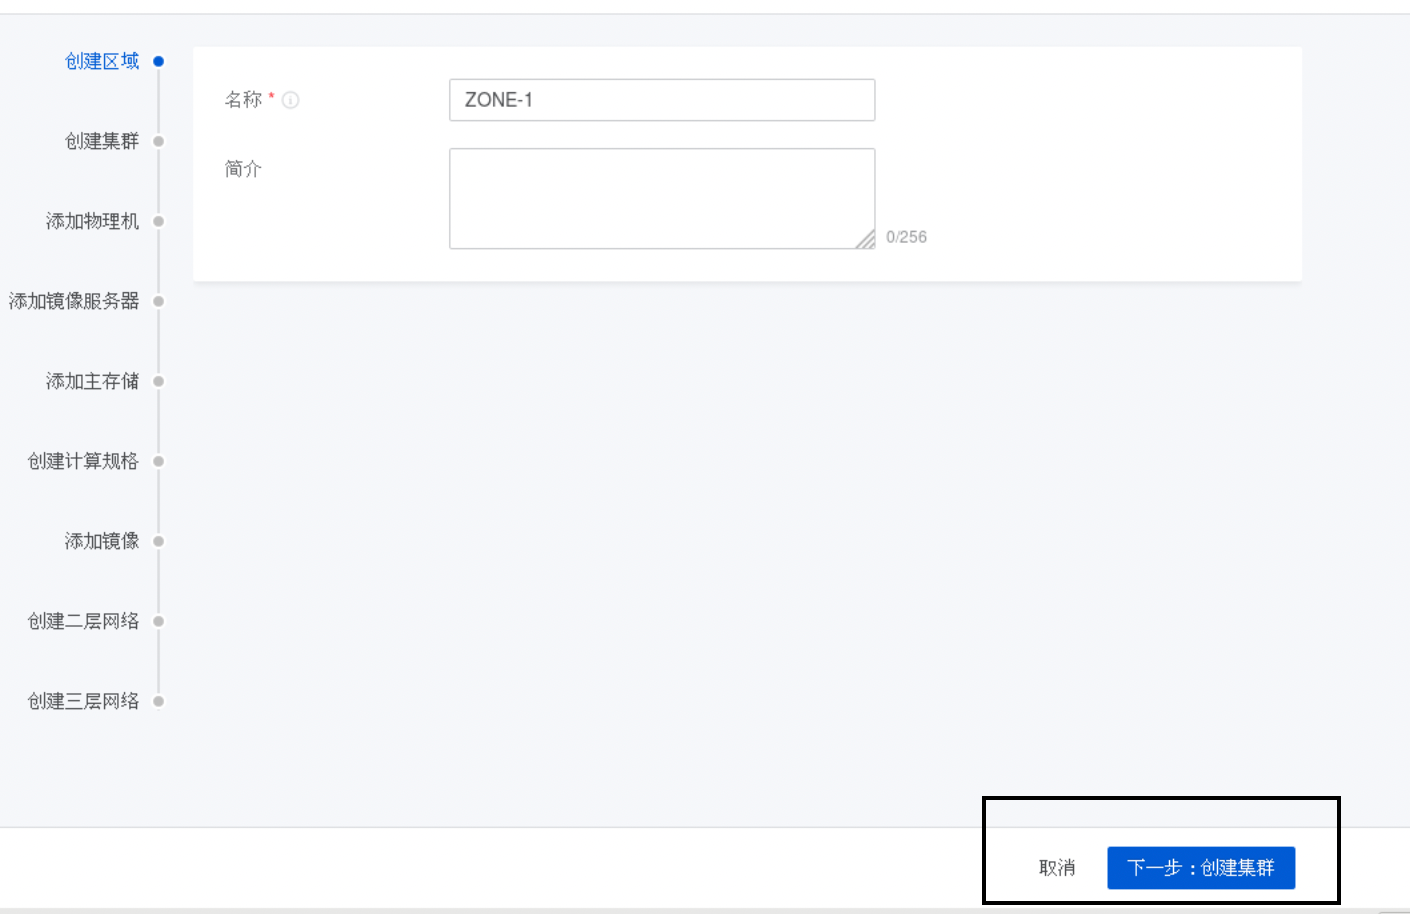 创建区域
创建集群
添加物理机
添加镜像服务器
添加主存储
创建计算规格
添加镜像
创建二层网络
创建三层网络
名称 *
ZONE-1
简介
0/256
取消
下一步：创建集群